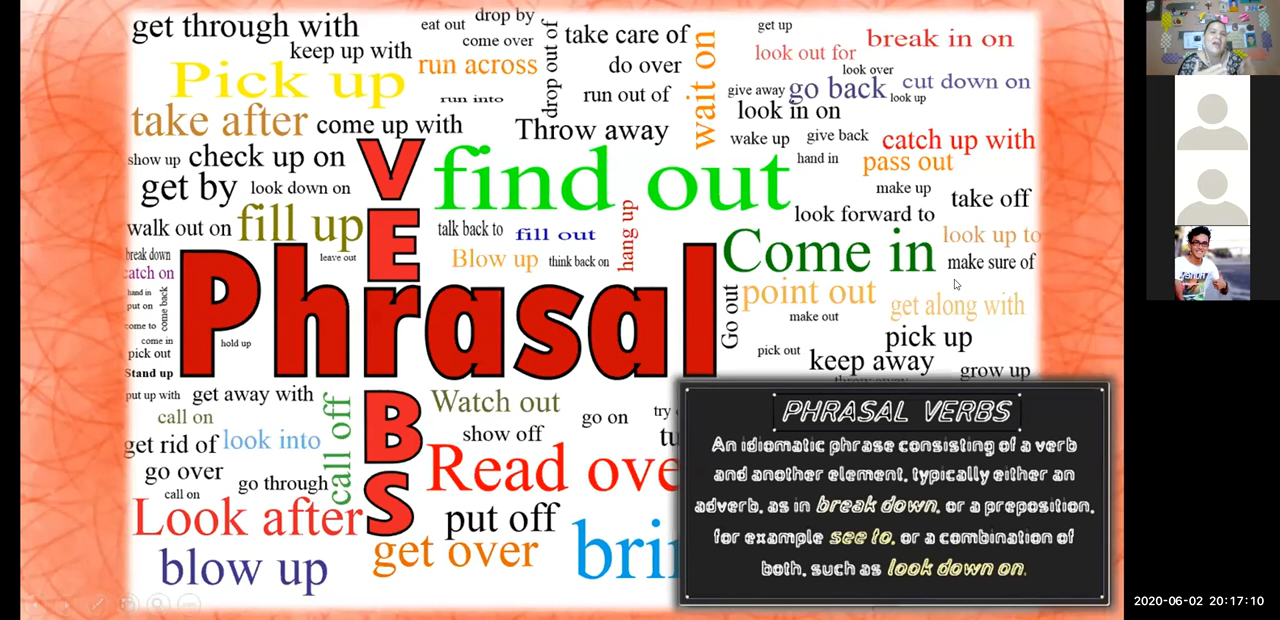 get through with
eat out
drop by
keep up with
come over
drop out of
take care of
wait on
get up
break in on
look out for
Pick up
run across
do over
look over
cut down on
run into
run out of
give away
go back
look up
look in on
take after
come up with
Throw away
wake up
give back
catch up with
show up
check up on
hand in
pass out
VERBS
find out
get by
look down on
make up
take off
walk out on
fill up
talk back to
fill out
hang up
look forward to
Come in
look up to
break down
leave out
Blow up
think back on
make sure of
catch on
Phrasal
hand in
come back
put on
Go out
point out
get along with
come to
make out
come in
hold up
pick up
pick out
pick out
keep away
Stand up
grow up
throw away
put up with
get away with
call off
Watch out
go on
try
call on
get rid of
look into
show off
tu
go over
go through
Read ove
call on
Look after
put off
get over
brin
blow up
PHRASAL VERBS
An idiomatic phrase consisting of a verb
and another element, typically either an
adverb, as in break down, or a preposition,
for example see to, or a combination of
both, such as look down on.
2020-06-02 20:17:10